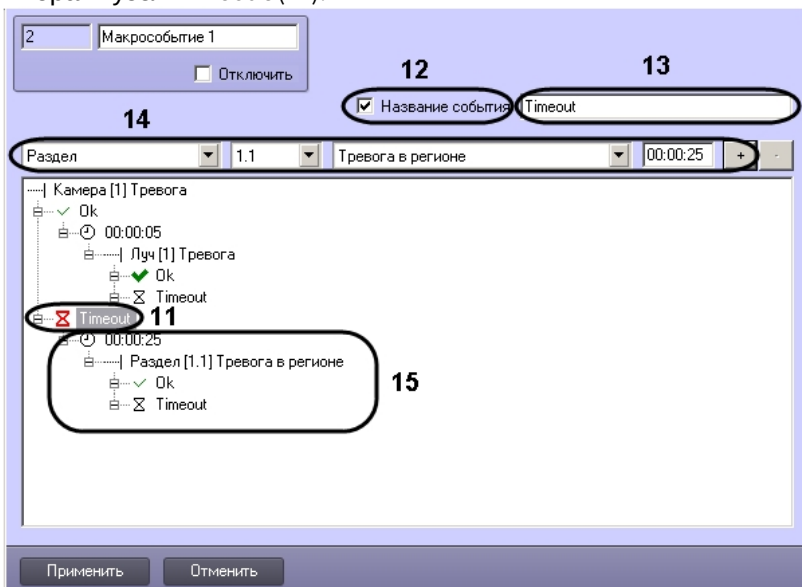 2 Макрособытие 1
Отключить
12
13
Название события Timeout
14
Раздел 1.1 Тревога в регионе 00:00:25 + -
Камера [1] Тревога
Ok
00:00:05
Луч [1] Тревога
Ok
Timeout
Timeout 11
00:00:25
Раздел [1.1] Тревога в регионе
Ok
15
Timeout
Применить Отменить